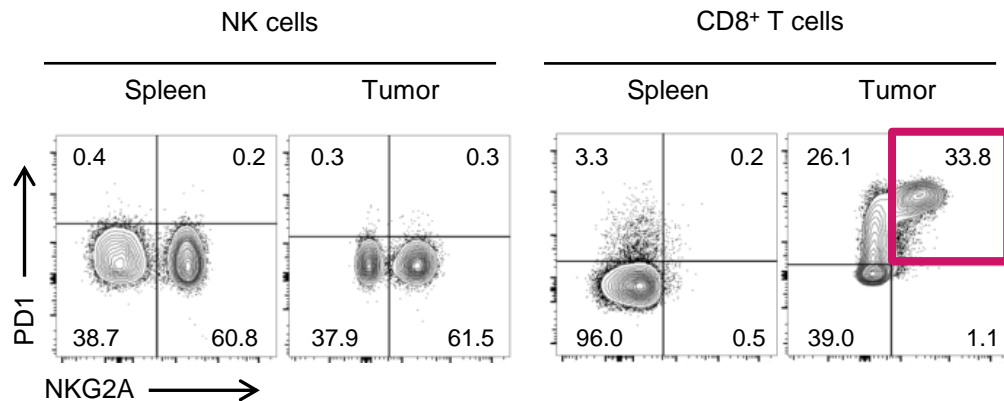 NK cells
CD8⁺ T cells
Spleen
Tumor
Spleen
Tumor
0.4
0.2
0.3
0.3
3.3
0.2
26.1
33.8
38.7
60.8
37.9
61.5
96.0
0.5
39.0
1.1
PD1
NKG2A